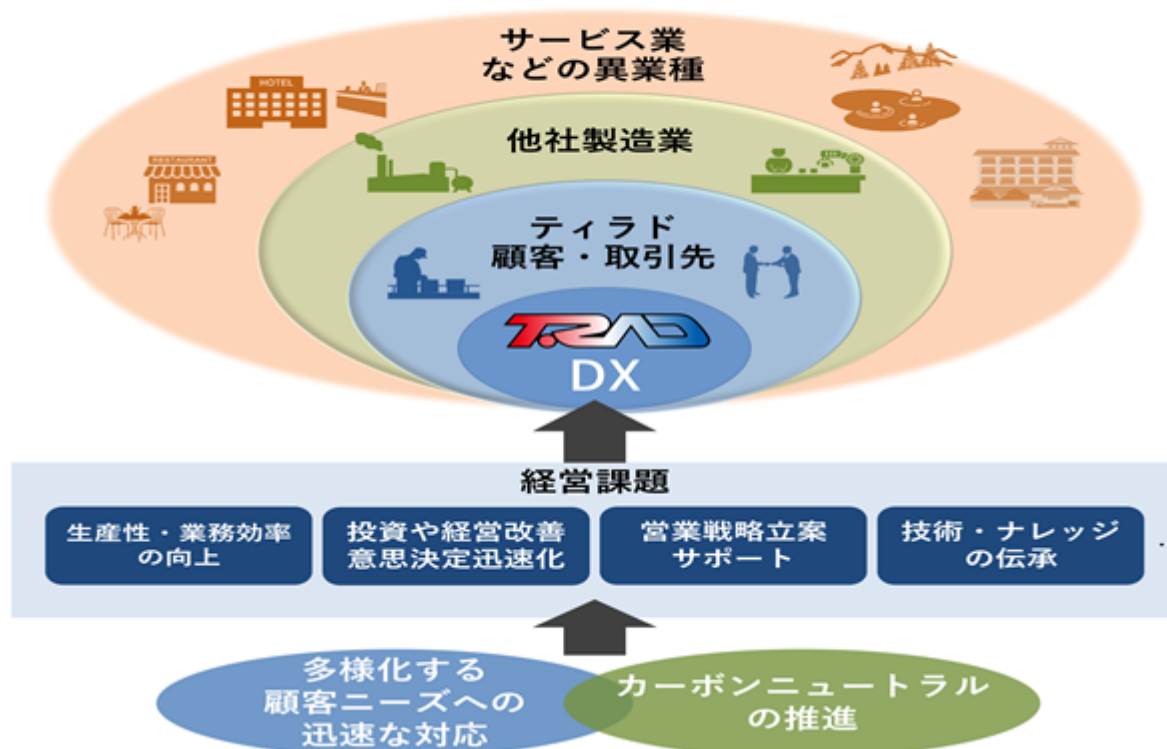 サービス業
などの異業種
HOTEL
RESTAURANT
他社製造業
ティラド
顧客・取引先
T.RAD
DX
経営課題
生産性・業務効率
の向上
投資や経営改善
意思決定迅速化
営業戦略立案
サポート
技術・ナレッジ
の伝承
多様化する
顧客ニーズへの
迅速な対応
カーボンニュートラル
の推進